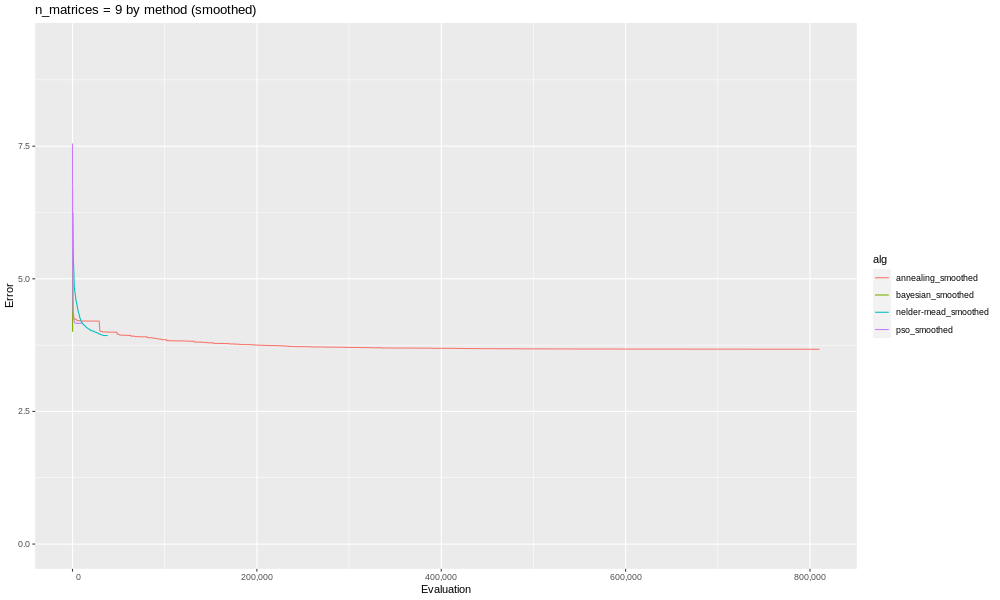 n_matrices = 9 by method (smoothed)
7.5
5.0
2.5
0.0
Error
0
200,000
400,000
600,000
800,000
Evaluation
alg
annealing_smoothed
bayesian_smoothed
nelder-mead_smoothed
pso_smoothed